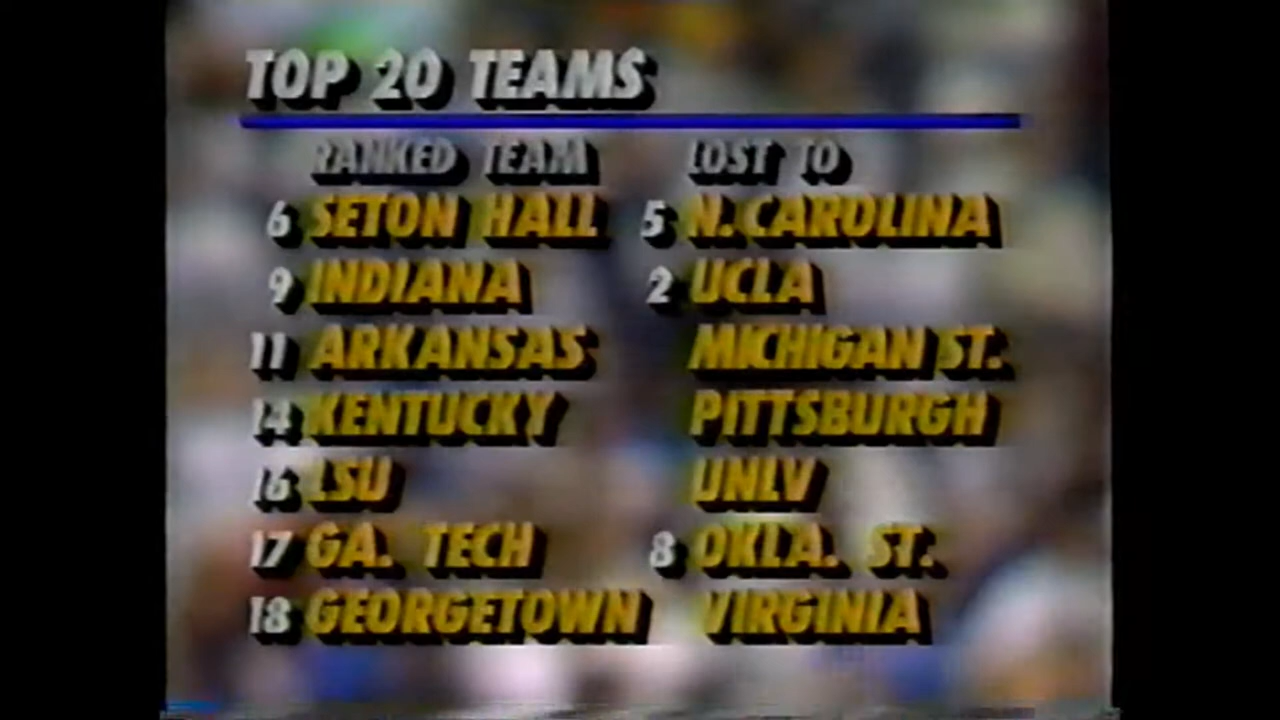 TOP 20 TEAMS
RANKED TEAM LOST TO
6 SETON HALL 5 N. CAROLINA
9 INDIANA 2 UCLA
11 ARKANSAS MICHIGAN ST.
14 KENTUCKY PITTSBURGH
16 LSU UNLV
17 GA. TECH 8 OKLA. ST.
18 GEORGETOWN VIRGINIA